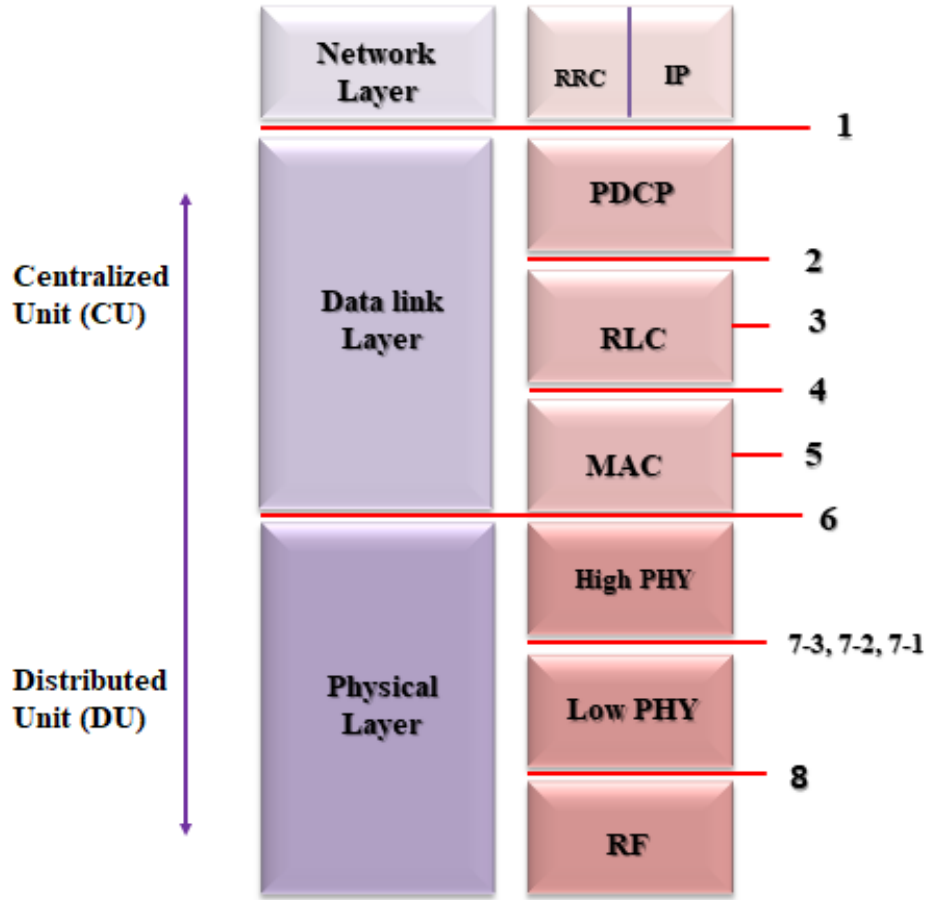 Network
Layer
RRC
IP
1
PDCP
2
Centralized
Unit (CU)
Data link
Layer
RLC
3
4
MAC
5
6
High PHY
7-3, 7-2, 7-1
Distributed
Unit (DU)
Physical
Layer
Low PHY
8
RF